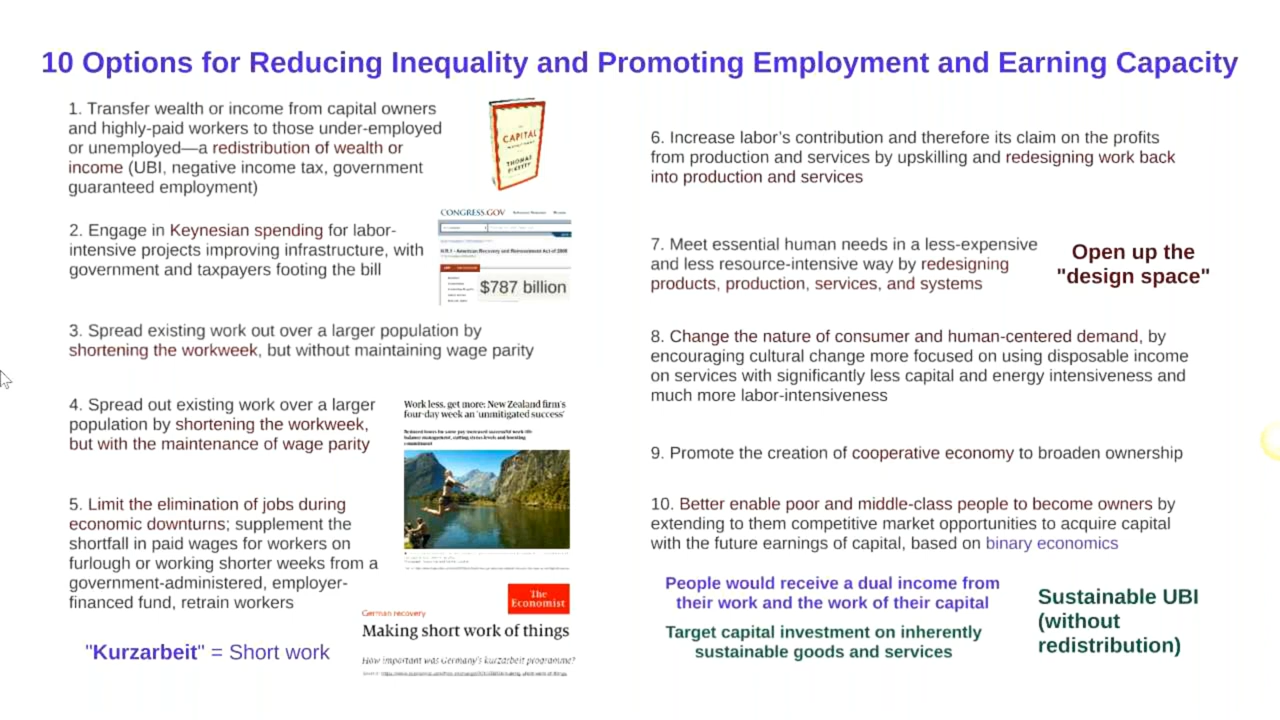 10 Options for Reducing Inequality and Promoting Employment and Earning Capacity
1. Transfer wealth or income from capital owners
and highly-paid workers to those under-employed
or unemployed—a redistribution of wealth or
income (UBI, negative income tax, government
guaranteed employment)
CAPITAL
THOMAS
PIKETTY
2. Engage in Keynesian spending for labor-
intensive projects improving infrastructure, with
government and taxpayers footing the bill
CONGRESS.GOV
H.R.1 - American Recovery and Reinvestment Act of 2009
$787 billion
3. Spread existing work out over a larger population by
shortening the workweek, but without maintaining wage parity
4. Spread out existing work over a larger
population by shortening the workweek,
but with the maintenance of wage parity
Work less, get more: New Zealand firm's
four-day week an 'unmitigated success'
Reduced hours for same pay increased work-life
balance management, cutting stress levels and boosting
commitment
5. Limit the elimination of jobs during
economic downturns; supplement the
shortfall in paid wages for workers on
furlough or working shorter weeks from a
government-administered, employer-
financed fund, retrain workers
"Kurzarbeit" = Short work
The
Economist
German recovery
Making short work of things
How important was Germany's kurzarbeit programme?
6. Increase labor's contribution and therefore its claim on the profits
from production and services by upskilling and redesigning work back
into production and services
7. Meet essential human needs in a less-expensive
and less resource-intensive way by redesigning
products, production, services, and systems
Open up the
"design space"
8. Change the nature of consumer and human-centered demand, by
encouraging cultural change more focused on using disposable income
on services with significantly less capital and energy intensiveness and
much more labor-intensiveness
9. Promote the creation of cooperative economy to broaden ownership
10. Better enable poor and middle-class people to become owners by
extending to them competitive market opportunities to acquire capital
with the future earnings of capital, based on binary economics
People would receive a dual income from
their work and the work of their capital
Target capital investment on inherently
sustainable goods and services
Sustainable UBI
(without
redistribution)